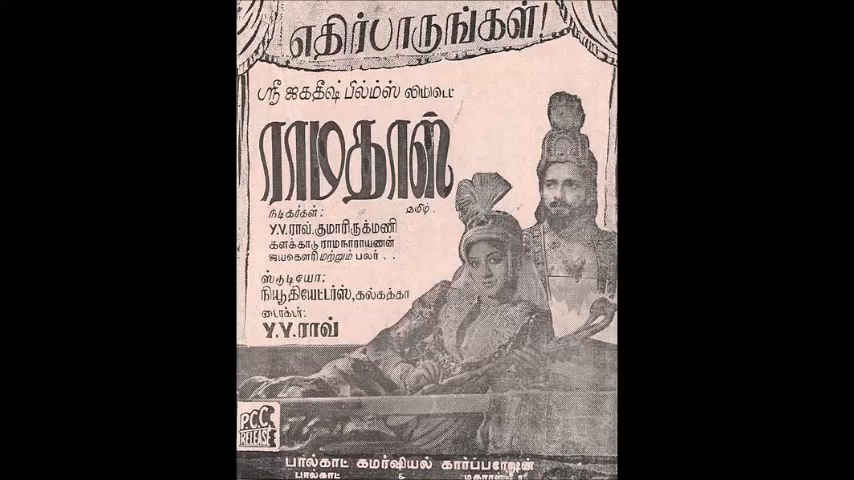 எதிர்பாருங்கள்!
ஸ்ரீ ஜகதீஷ் பில்ம்ஸ் லிமிடெட்
ராமதாஸ்
தமிழ்.
நடிகர்கள்:
Y.V.ராவ், குமாரி ருக்மணி
களக்காடு ராமநாராயணன்
ஜயகௌரி மற்றும் பலர் . .
ஸ்டுடியோ:
நியூதியேட்டர்ஸ், கல்கத்கா
டைரக்டர்:
Y.V.ராவ்
PCC
RELEASE
பால்காட் கமர்ஷியல் கார்ப்பரேஷன்
பால்காட் &